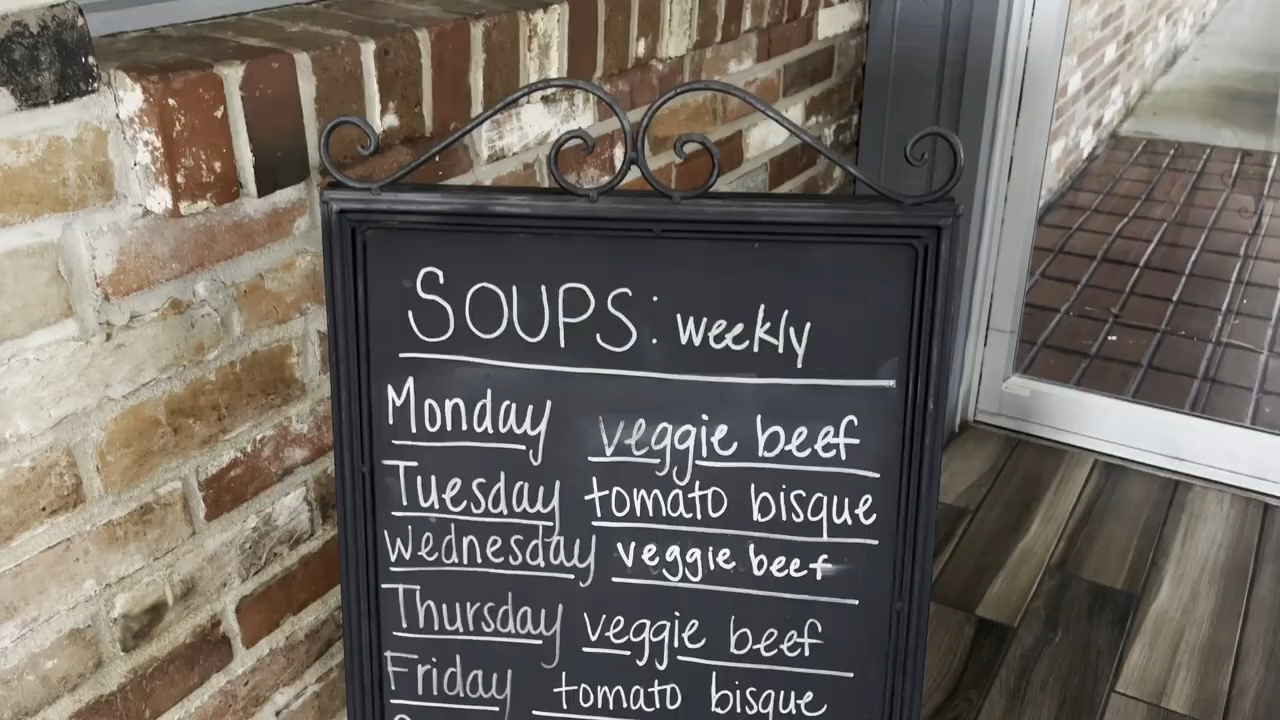 SOUPS: weekly
Monday veggie beef
Tuesday tomato bisque
Wednesday veggie beef
Thursday veggie beef
Friday tomato bisque